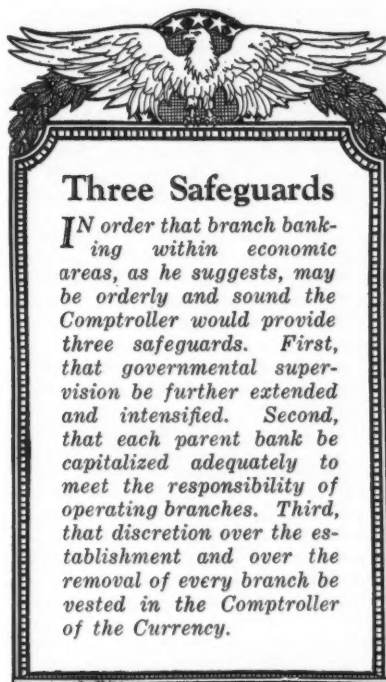 Three Safeguards
IN order that branch bank-
ing within economic
areas, as he suggests, may
be orderly and sound the
Comptroller would provide
three safeguards. First,
that governmental super-
vision be further extended
and intensified. Second,
that each parent bank be
capitalized adequately to
meet the responsibility of
operating branches. Third,
that discretion over the es-
tablishment and over the
removal of every branch be
vested in the Comptroller
of the Currency.